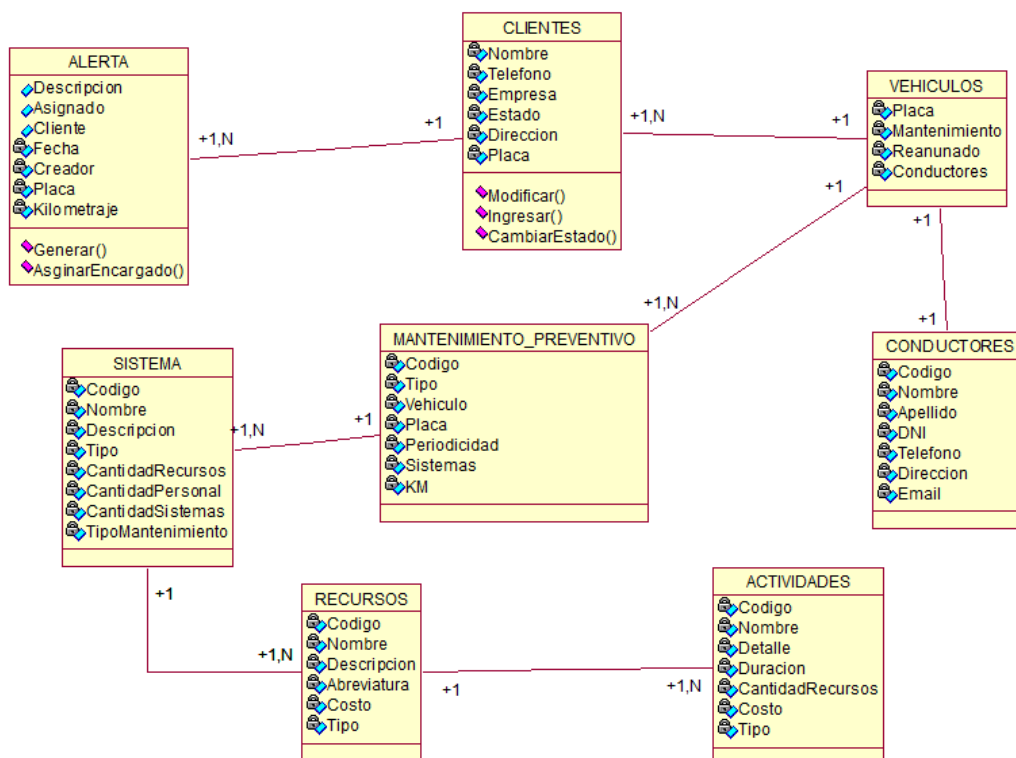 CLIENTES
Nombre
Telefono
Empresa
Estado
Direccion
Placa
Modificar()
Ingresar()
CambiarEstado()
ALERTA
Descripcion
Asignado
Cliente
Fecha
Creador
Placa
Kilometraje
Generar()
AsginarEncargado()
+1,N
+1
VEHICULOS
Placa
Mantenimiento
Reanunado
Conductores
+1,N
+1
+1
+1,N
+1
+1
CONDUCTORES
Codigo
Nombre
Apellido
DNI
Telefono
Direccion
Email
MANTENIMIENTO_PREVENTIVO
Codigo
Tipo
Vehiculo
Placa
Periodicidad
Sistemas
KM
SISTEMA
Codigo
Nombre
Descripcion
Tipo
CantidadRecursos
CantidadPersonal
CantidadSistemas
TipoMantenimiento
+1,N
+1
+1
+1,N
RECURSOS
Codigo
Nombre
Descripcion
Abreviatura
Costo
Tipo
+1
+1,N
ACTIVIDADES
Codigo
Nombre
Detalle
Duracion
CantidadRecursos
Costo
Tipo